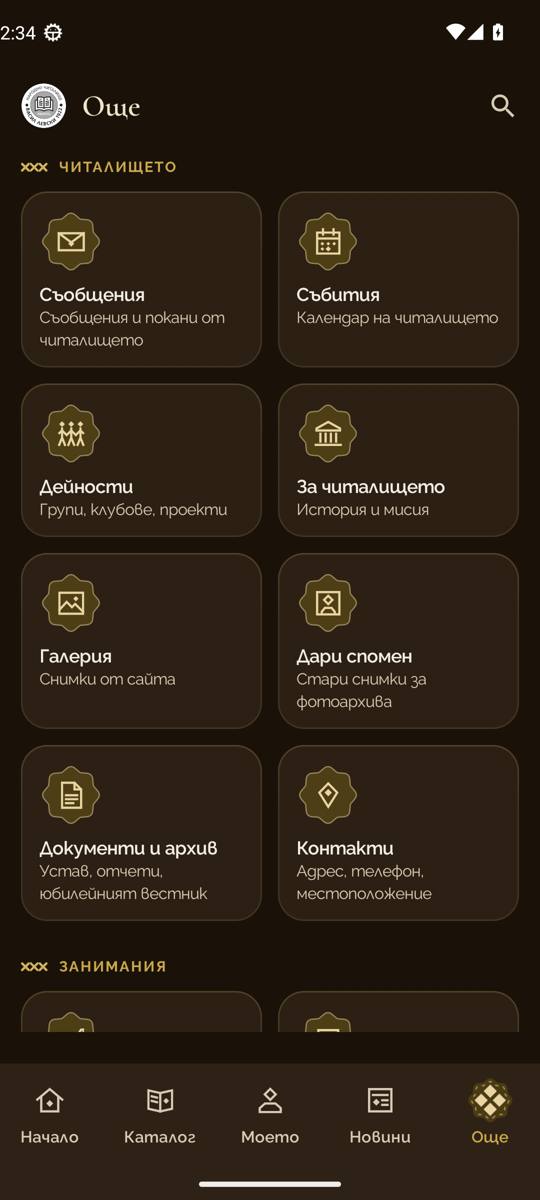 2:34
Още
ЧИТАЛИЩЕТО
Съобщения
Съобщения и покани от
читалището
Събития
Календар на читалището
Дейности
Групи, клубове, проекти
За читалището
История и мисия
Галерия
Снимки от сайта
Дари спомен
Стари снимки за
фотоархива
Документи и архив
Устав, отчети,
юбилейният вестник
Контакти
Адрес, телефон,
местоположение
ЗАНИМАНИЯ
Начало
Каталог
Моето
Новини
Още